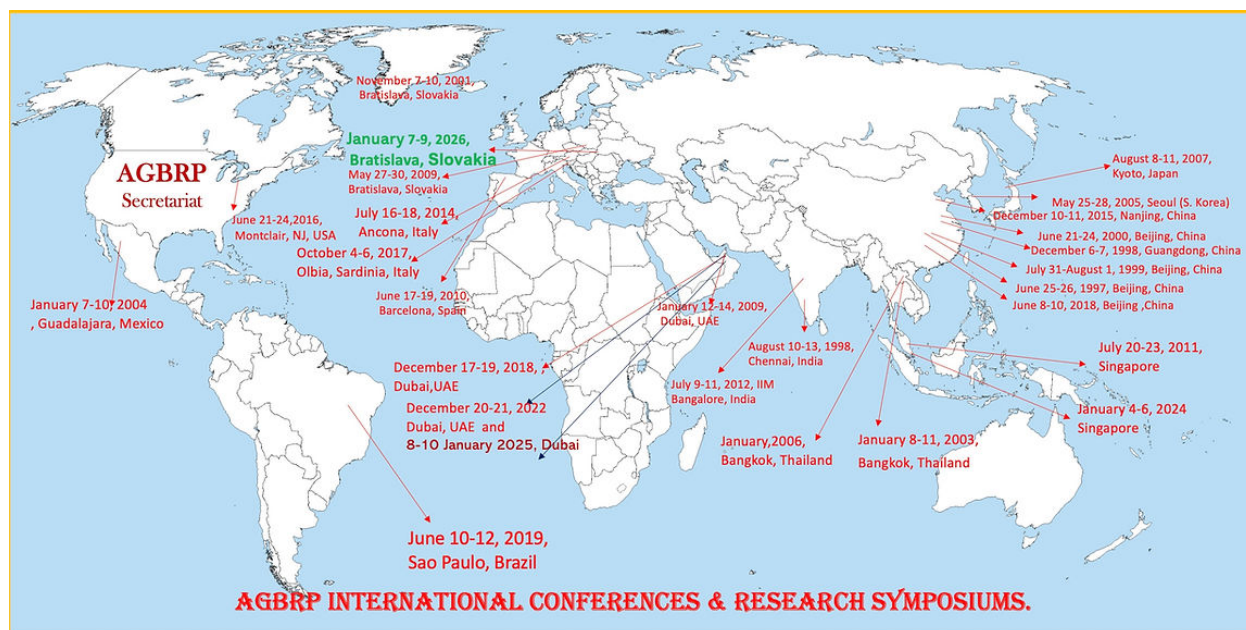 November 7-10, 2001,
Bratislava, Slovakia
January 7-9, 2026,
Bratislava, Slovakia
May 27-30, 2009,
Bratislava, Slovakia
AGBRP
Secretariat
June 21-24,2016,
Montclair, NJ, USA
July 16-18, 2014,
Ancona, Italy
October 4-6, 2017,
Olbia, Sardinia, Italy
June 17-19, 2010,
Barcelona, Spain
January 7-10, 2004
, Guadalajara, Mexico
August 8-11, 2007,
Kyoto, Japan
May 25-28, 2005, Seoul (S. Korea)
December 10-11, 2015, Nanjing, China
June 21-24, 2000, Beijing, China
December 6-7, 1998, Guangdong, China
July 31-August 1, 1999, Beijing, China
June 25-26, 1997, Beijing, China
June 8-10, 2018, Beijing ,China
January 12-14, 2009,
Dubai, UAE
August 10-13, 1998,
Chennai, India
July 9-11, 2012, IIM
Bangalore, India
July 20-23, 2011,
Singapore
January 4-6, 2024
Singapore
December 17-19, 2018,
Dubai,UAE
December 20-21, 2022
Dubai, UAE and
8-10 January 2025, Dubai
January,2006,
Bangkok, Thailand
January 8-11, 2003,
Bangkok, Thailand
June 10-12, 2019,
Sao Paulo, Brazil
AGBRP INTERNATIONAL CONFERENCES & RESEARCH SYMPOSIUMS.